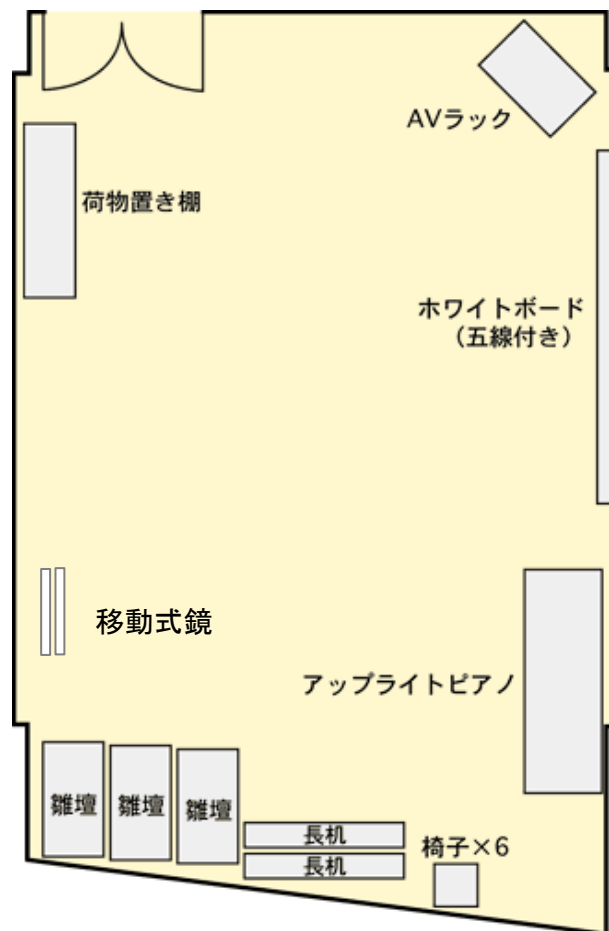 AVラック
荷物置き棚
ホワイトボード
（五線付き）
移動式鏡
アップライトピアノ
雛壇
雛壇
雛壇
長机
長机
椅子×6